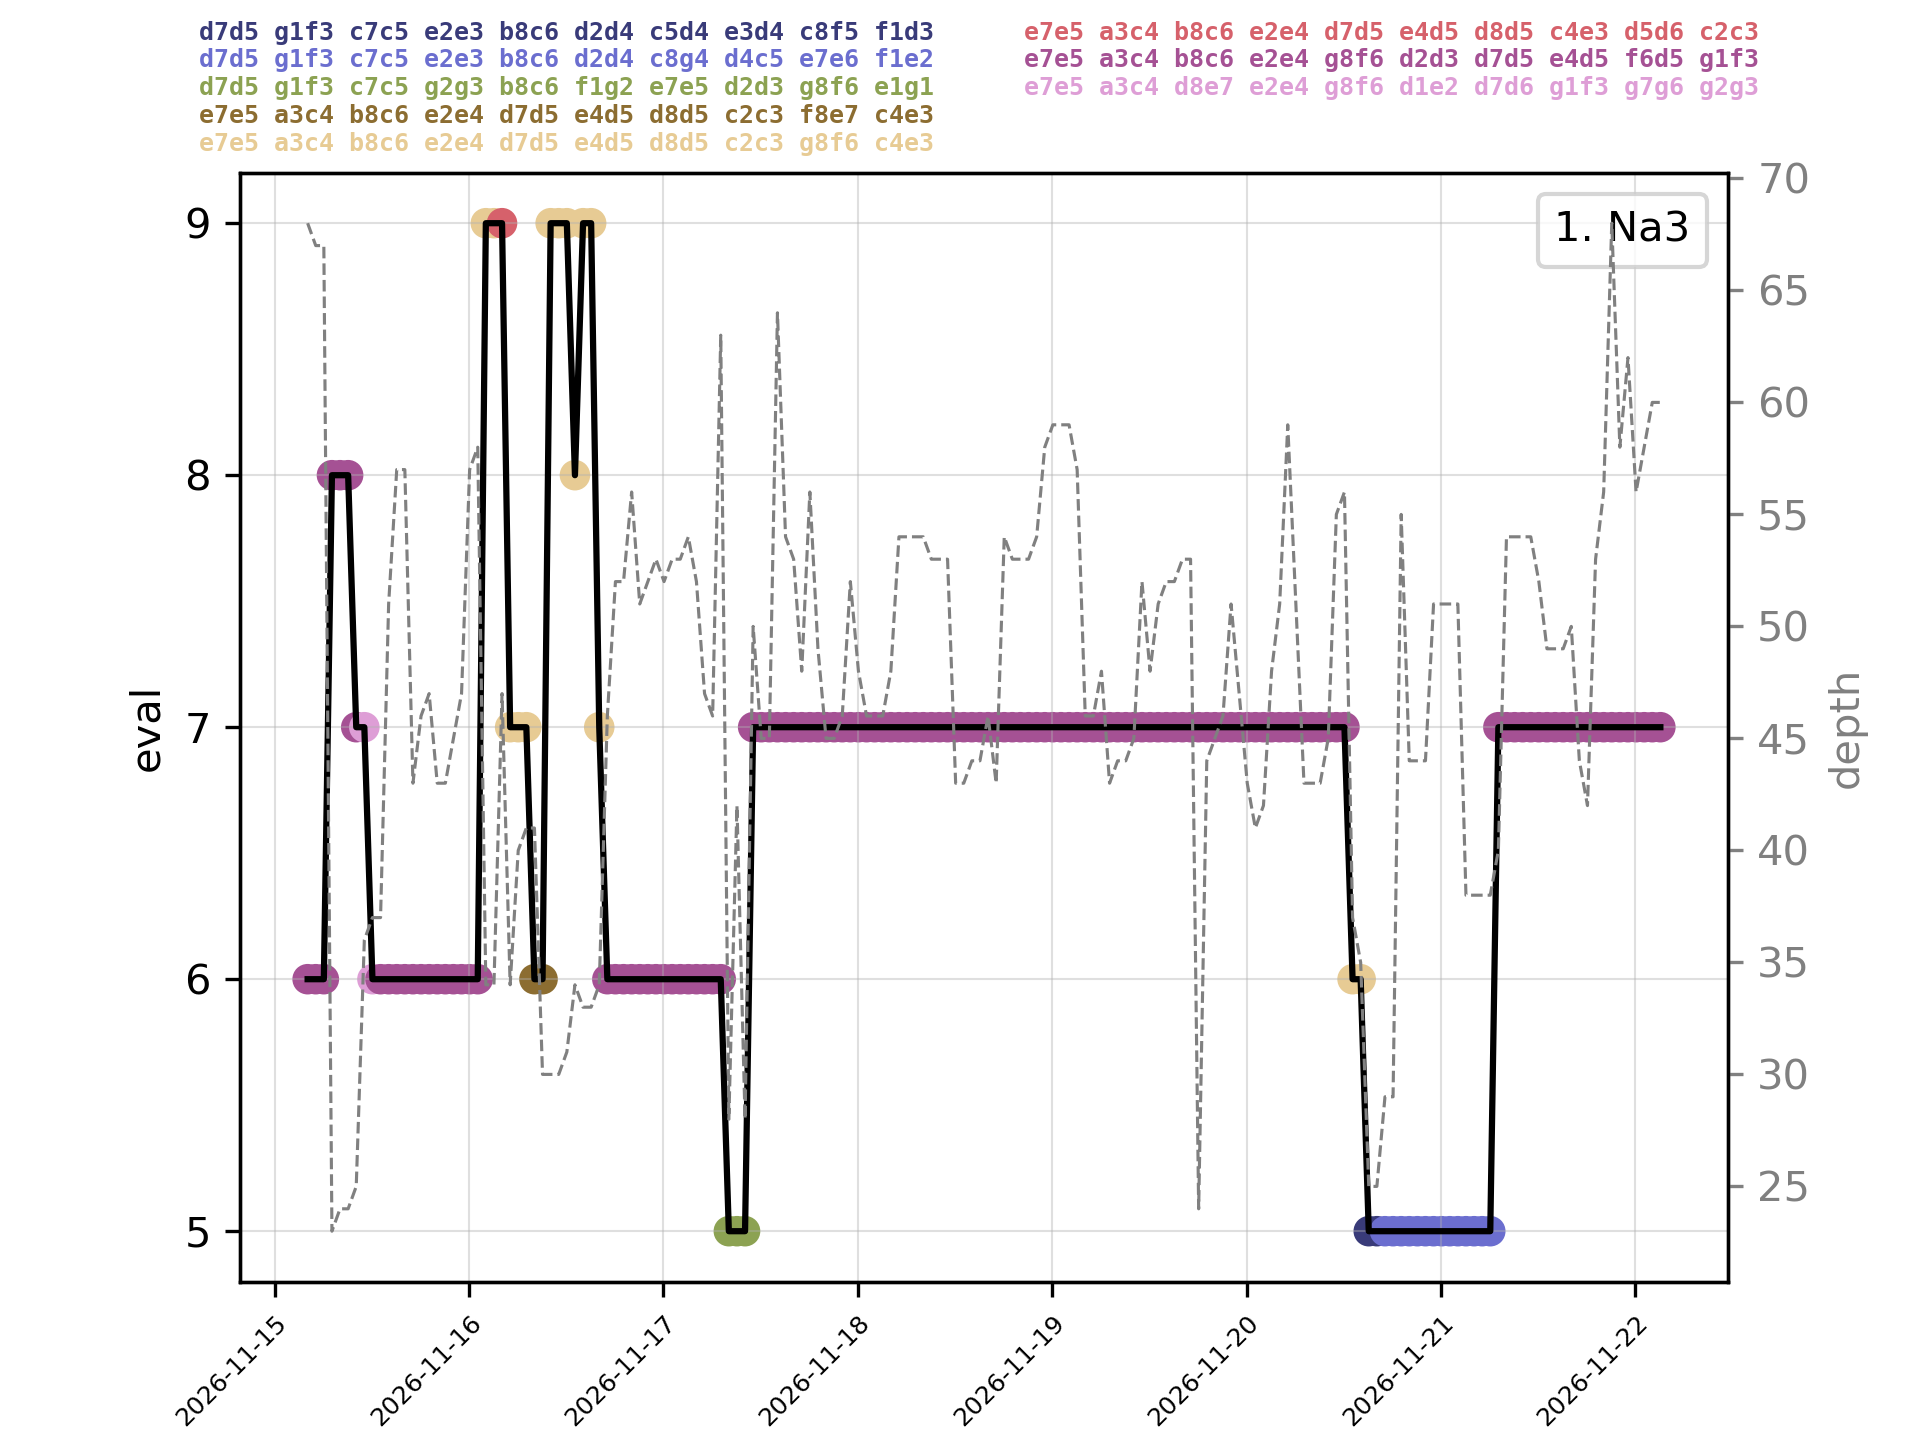 d7d5 g1f3 c7c5 e2e3 b8c6 d2d4 c5d4 e3d4 c8f5 f1d3
d7d5 g1f3 c7c5 e2e3 b8c6 d2d4 c8g4 d4c5 e7e6 f1e2
d7d5 g1f3 c7c5 g2g3 b8c6 f1g2 e7e5 d2d3 g8f6 e1g1
e7e5 a3c4 b8c6 e2e4 d7d5 e4d5 d8d5 c2c3 f8e7 c4e3
e7e5 a3c4 b8c6 e2e4 d7d5 e4d5 d8d5 c2c3 g8f6 c4e3
e7e5 a3c4 b8c6 e2e4 d7d5 e4d5 d8d5 c4e3 d5d6 c2c3
e7e5 a3c4 b8c6 e2e4 g8f6 d2d3 d7d5 e4d5 f6d5 g1f3
e7e5 a3c4 d8e7 e2e4 g8f6 d1e2 d7d6 g1f3 g7g6 g2g3
1. Na3
eval
9
8
7
6
5
depth
70
65
60
55
50
45
40
35
30
25
2026-11-15
2026-11-16
2026-11-17
2026-11-18
2026-11-19
2026-11-20
2026-11-21
2026-11-22